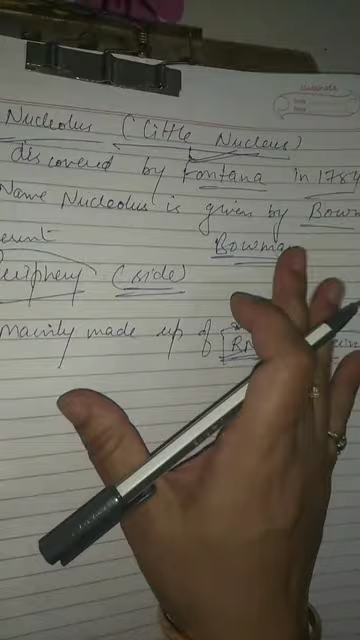 Nucleolus (Little Nucleus)
discovered by Fontana in 1784
Name Nucleolus is given by Bown
Bowman
Periphery (side)
mainly made up of